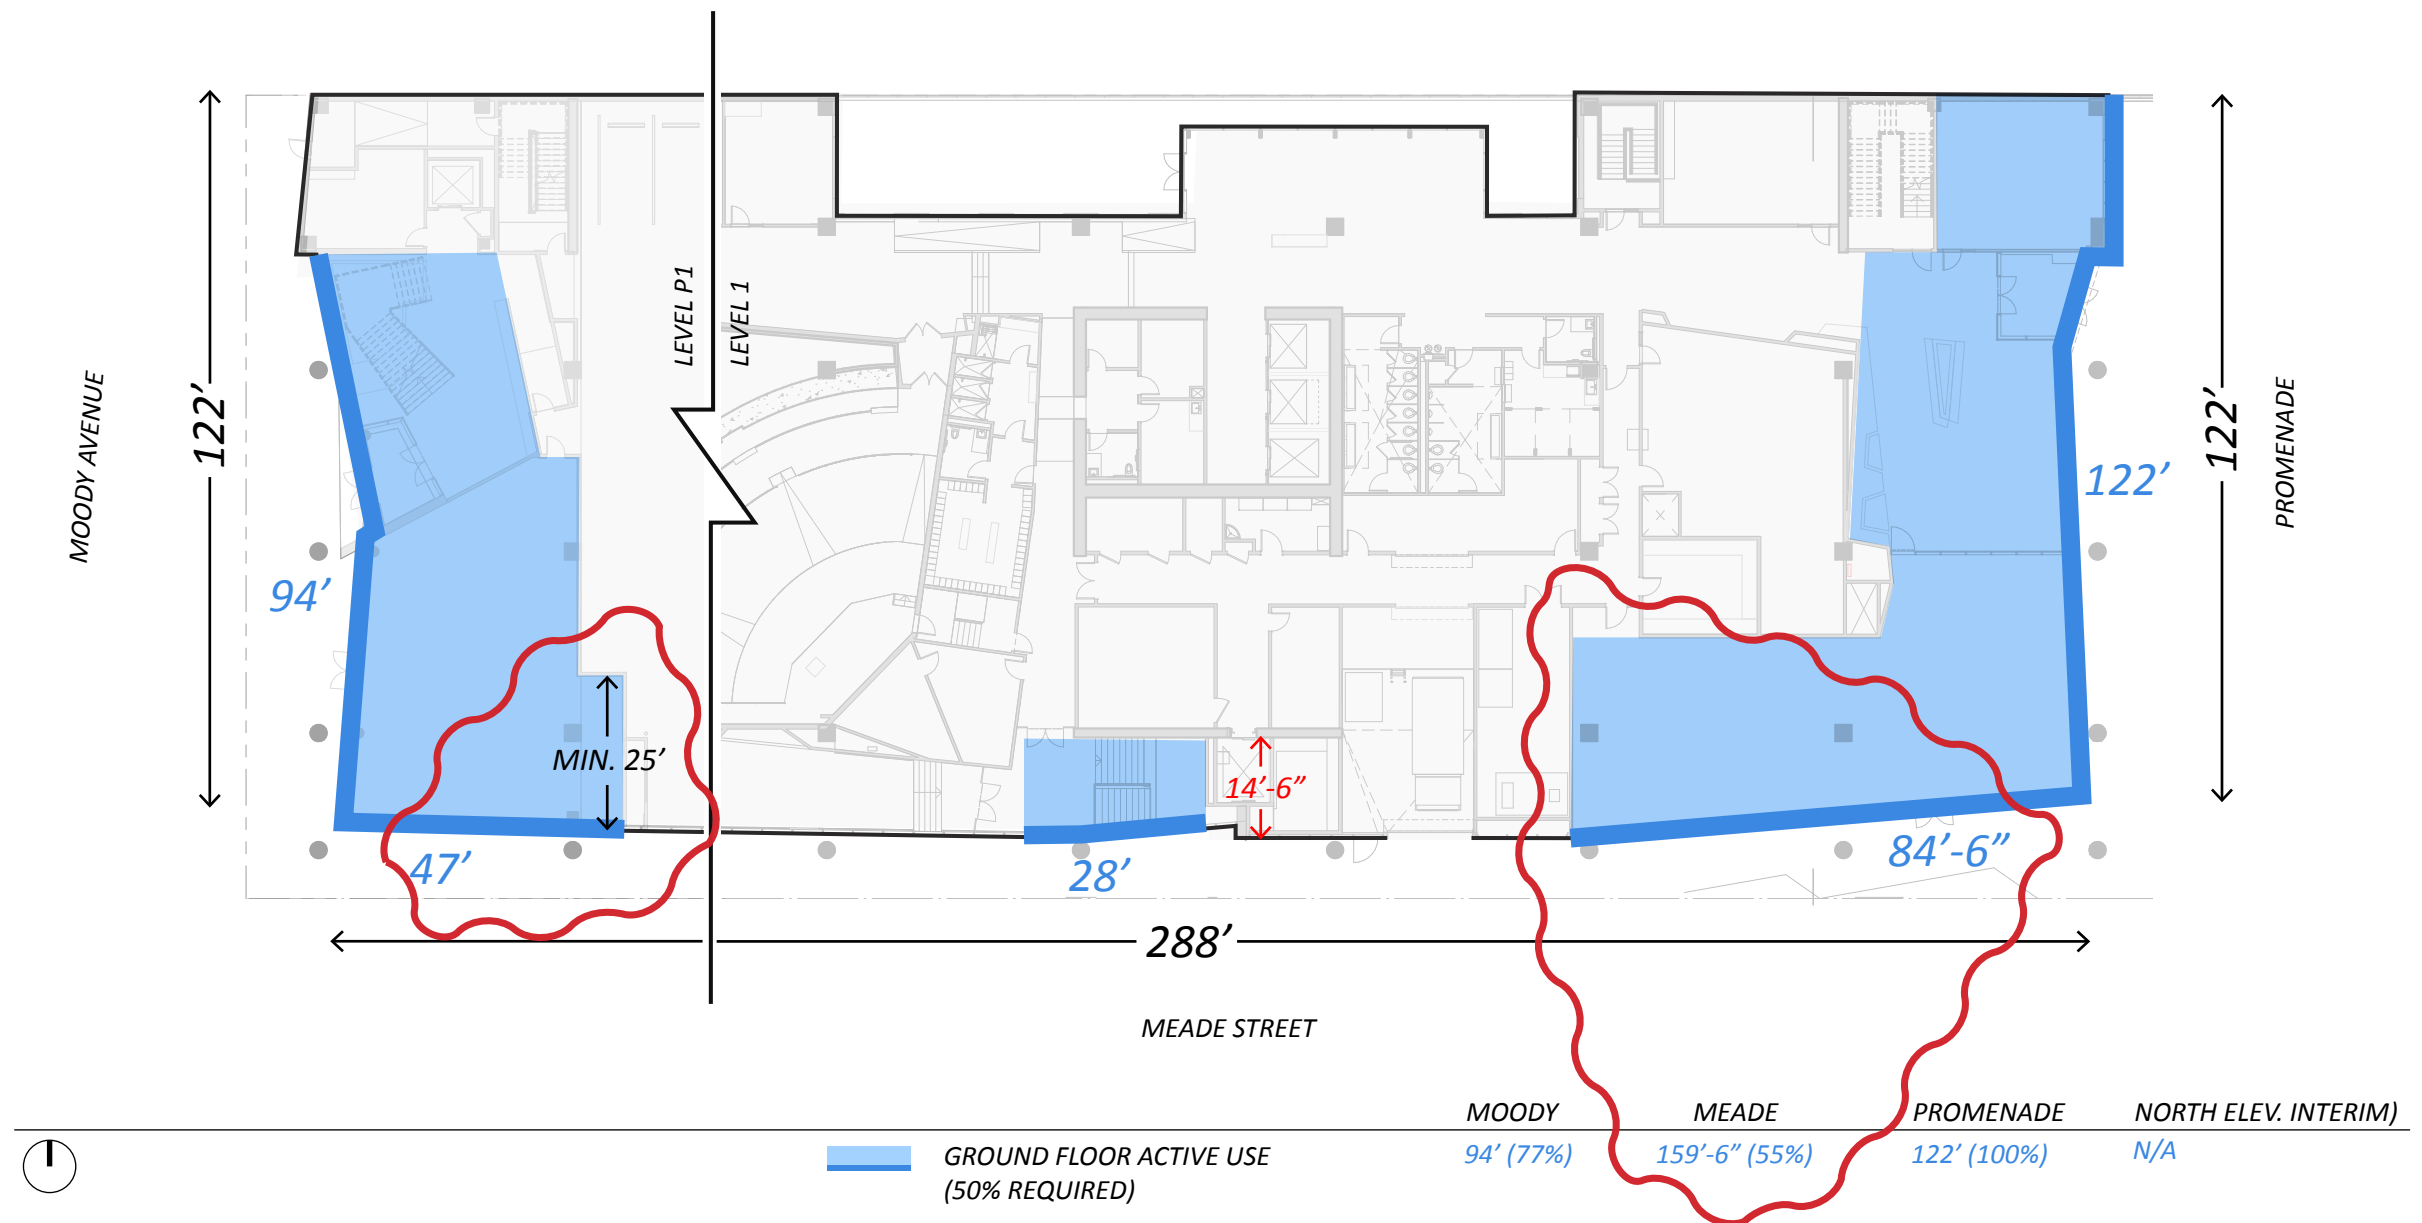 LEVEL P1
LEVEL 1
MOODY AVENUE
122’
122’
PROMENADE
122’
94’
MIN. 25’
14’-6”
47’
28’
84’-6”
288’
MEADE STREET
MOODY MEADE PROMENADE NORTH ELEV. INTERIM)
GROUND FLOOR ACTIVE USE 94’ (77%) 159’-6” (55%) 122’ (100%) N/A
(50% REQUIRED)